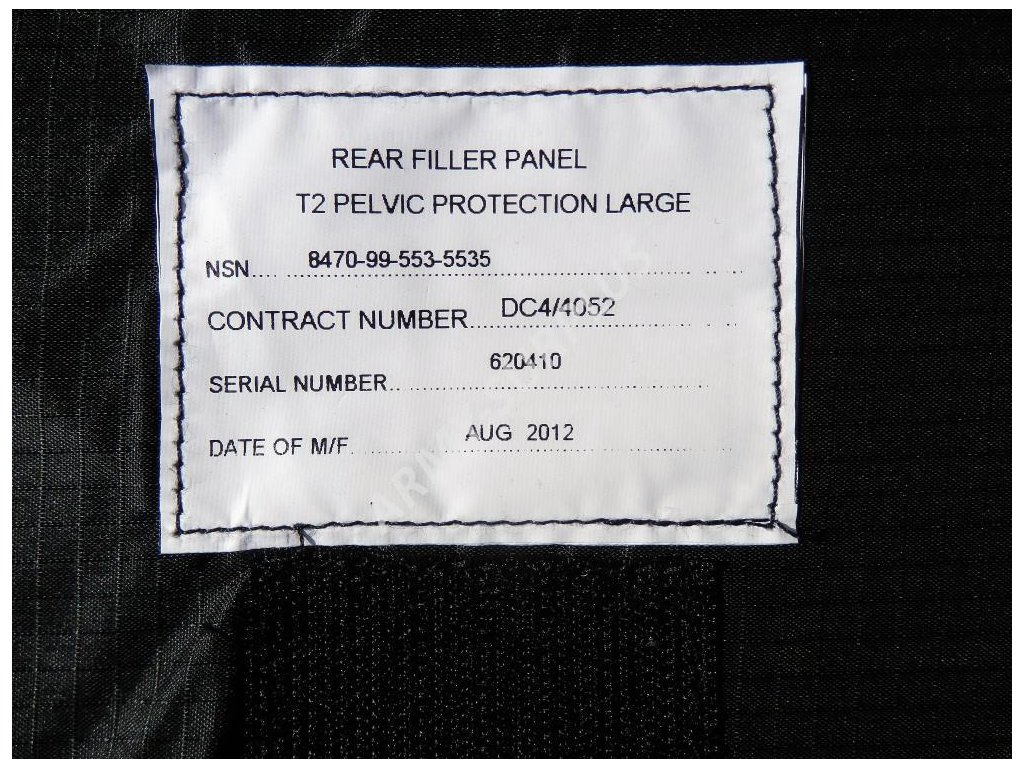 REAR FILLER PANEL
T2 PELVIC PROTECTION LARGE
NSN.... 8470-99-553-5535
CONTRACT NUMBER.... DC4/4052
SERIAL NUMBER.. 620410
DATE OF M/F.... AUG 2012